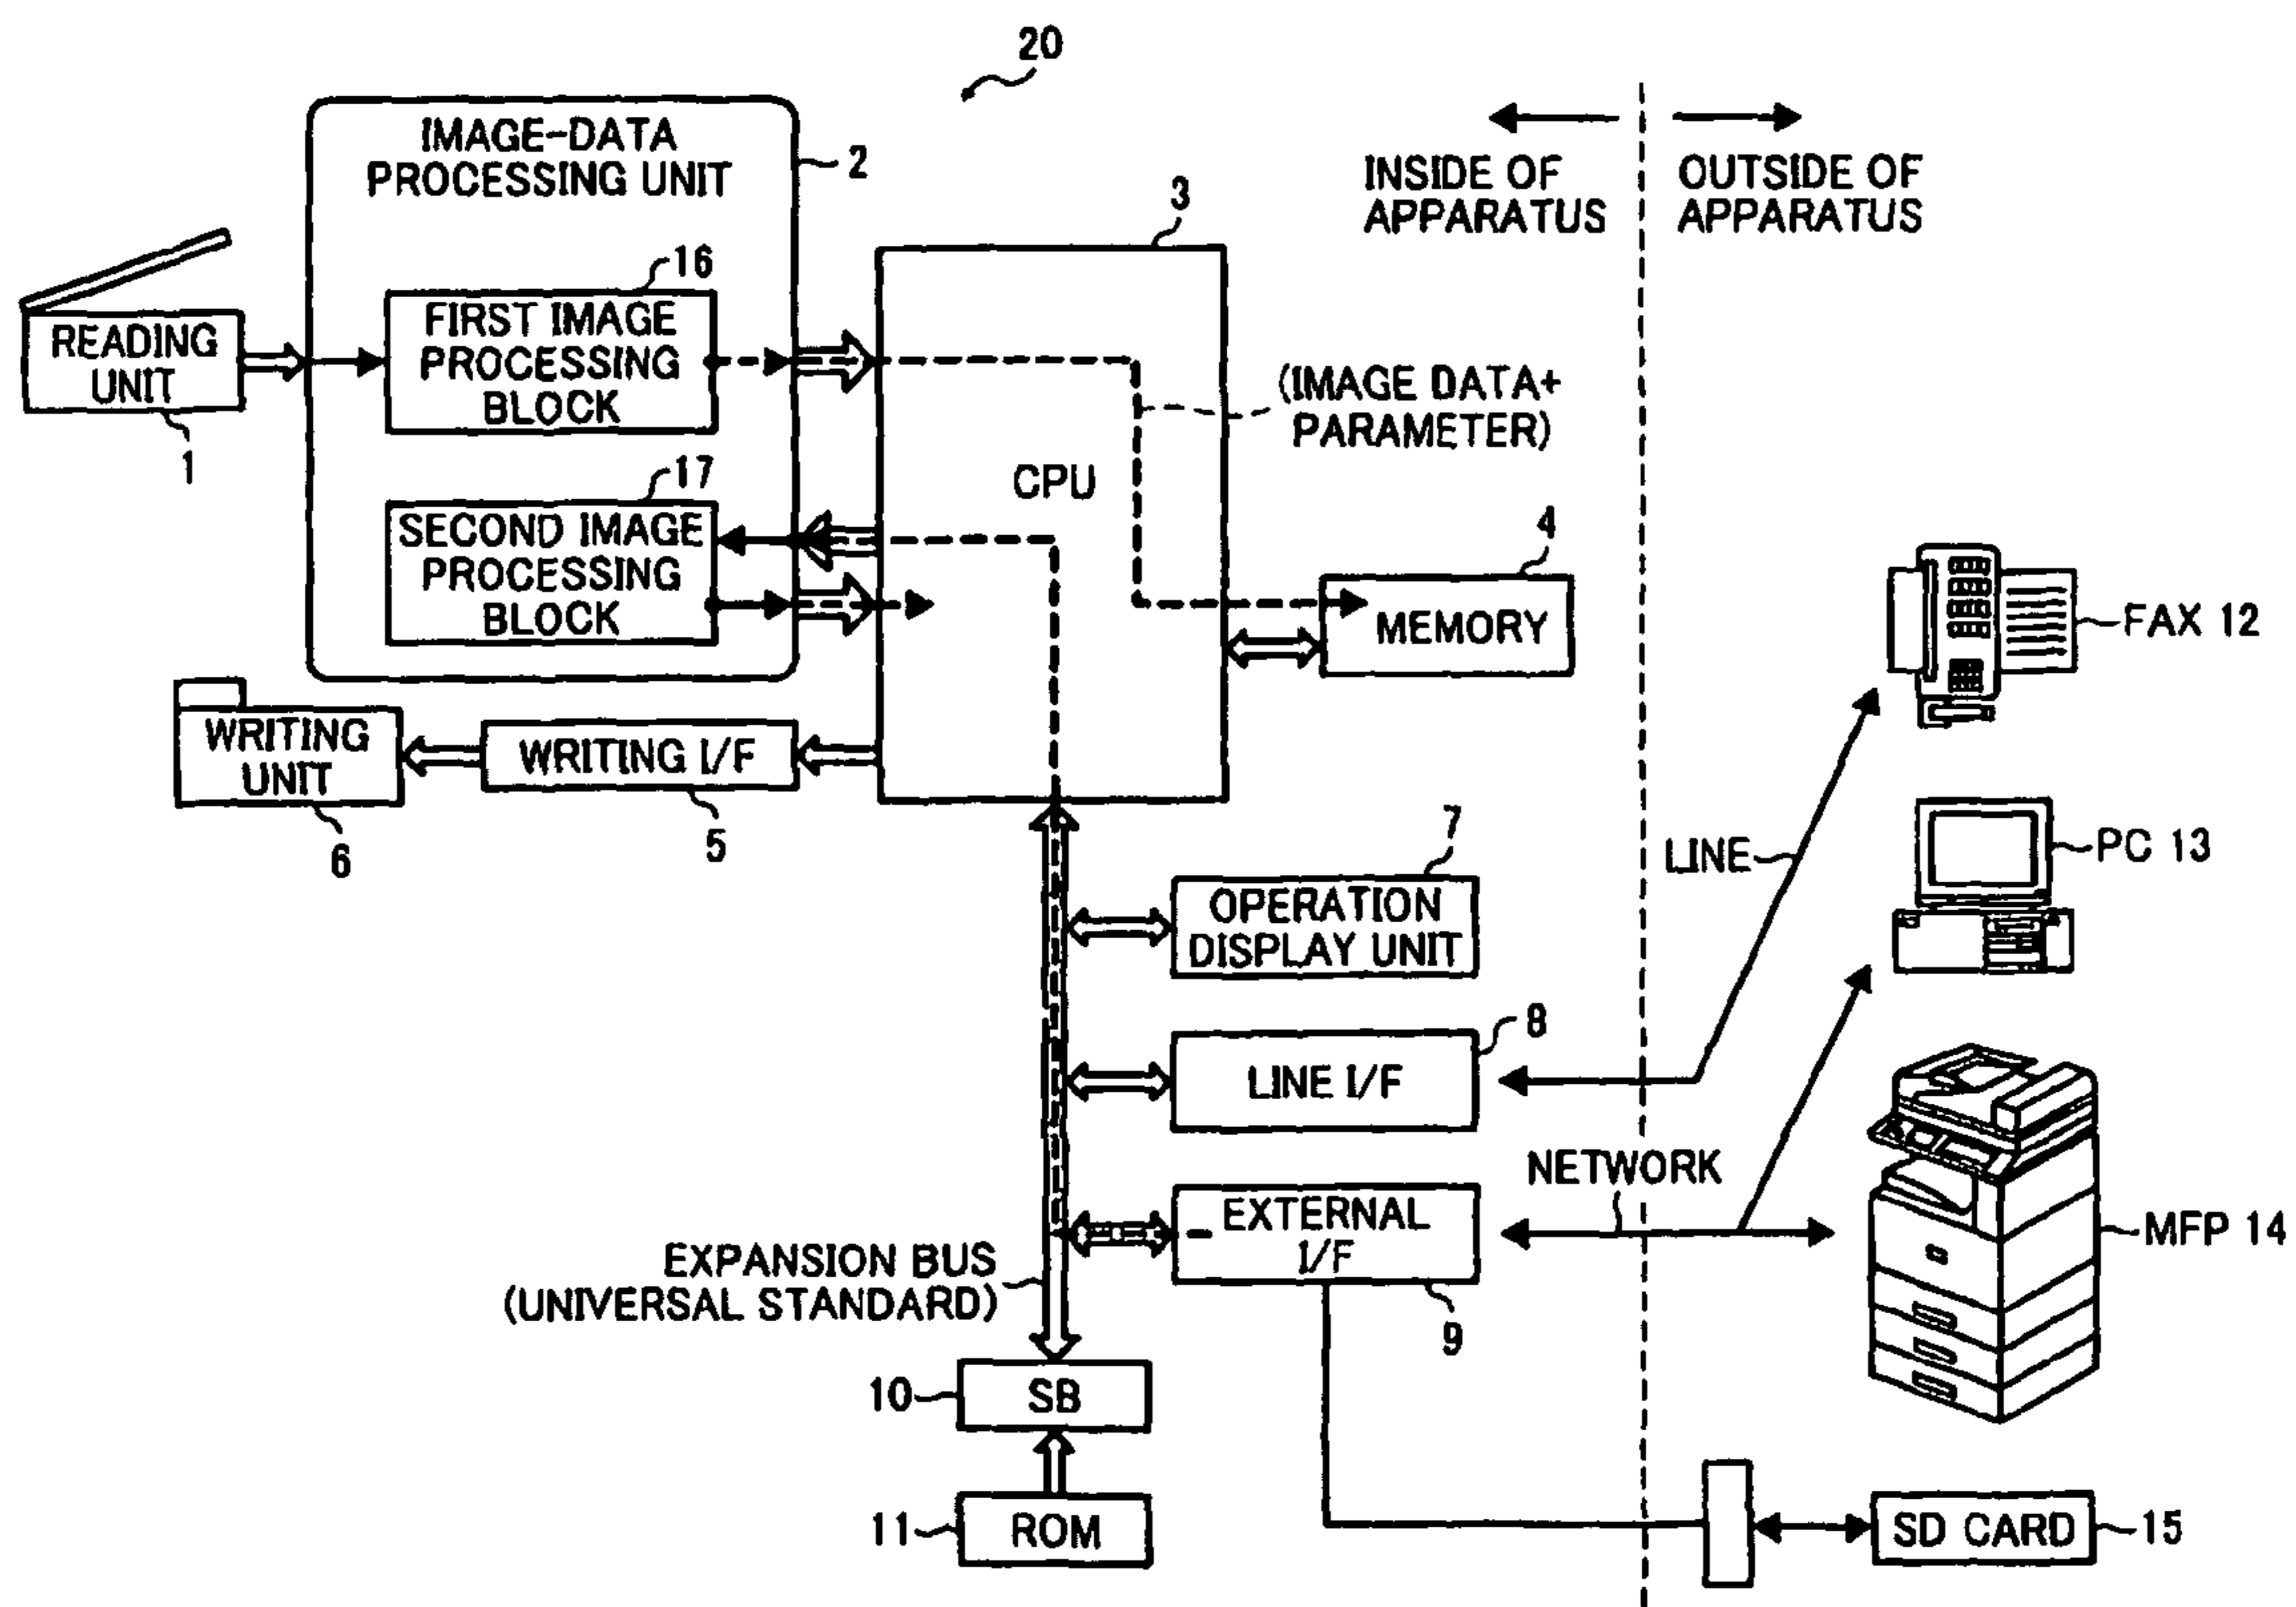 20
IMAGE-DATA
PROCESSING UNIT
2
INSIDE OF
APPARATUS
OUTSIDE OF
APPARATUS
3
16
FIRST IMAGE
PROCESSING
BLOCK
READING
UNIT
1
(IMAGE DATA+
PARAMETER)
CPU
17
SECOND IMAGE
PROCESSING
BLOCK
4
MEMORY
FAX 12
WRITING
UNIT
6
WRITING I/F
5
7
OPERATION
DISPLAY UNIT
LINE
PC 13
8
LINE I/F
NETWORK
EXTERNAL
I/F
9
MFP 14
EXPANSION BUS
(UNIVERSAL STANDARD)
10
SB
11
ROM
SD CARD
15